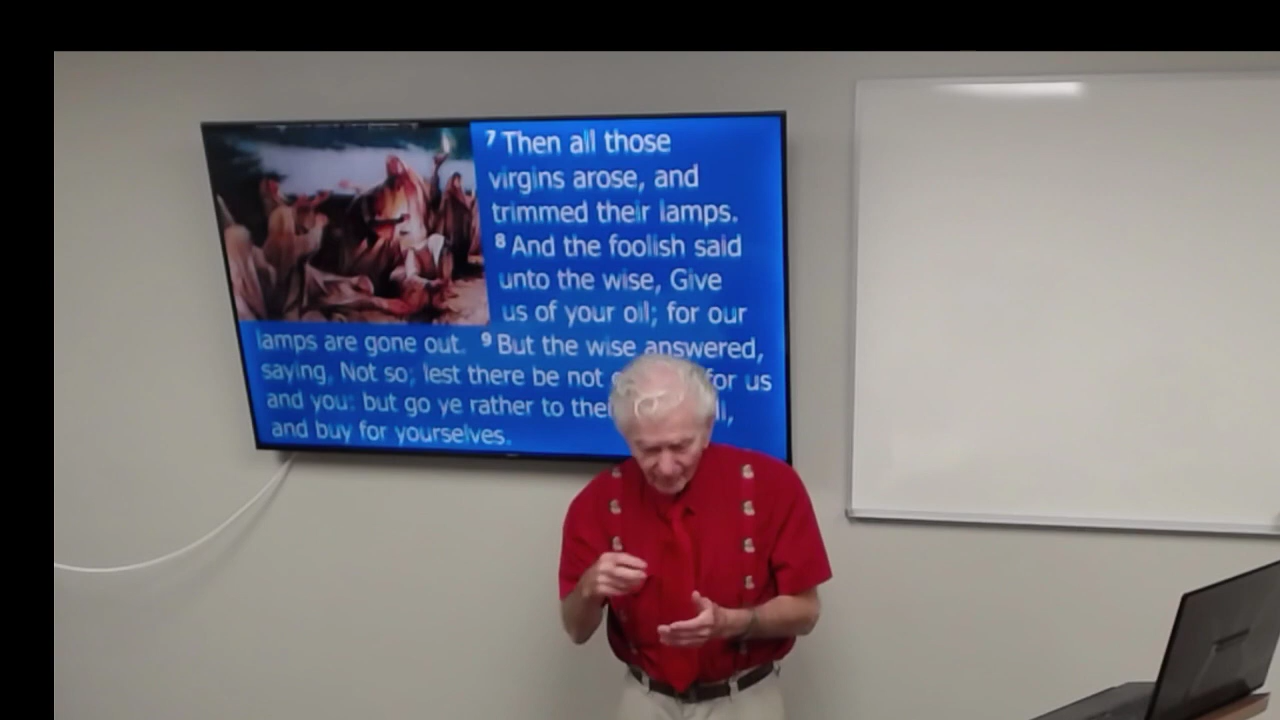 7 Then all those
virgins arose, and
trimmed their lamps.
8 And the foolish said
unto the wise, Give
us of your oil; for our
lamps are gone out. 9 But the wise answered,
saying, Not so; lest there be not for us
and you: but go ye rather to
and buy for yourselves.